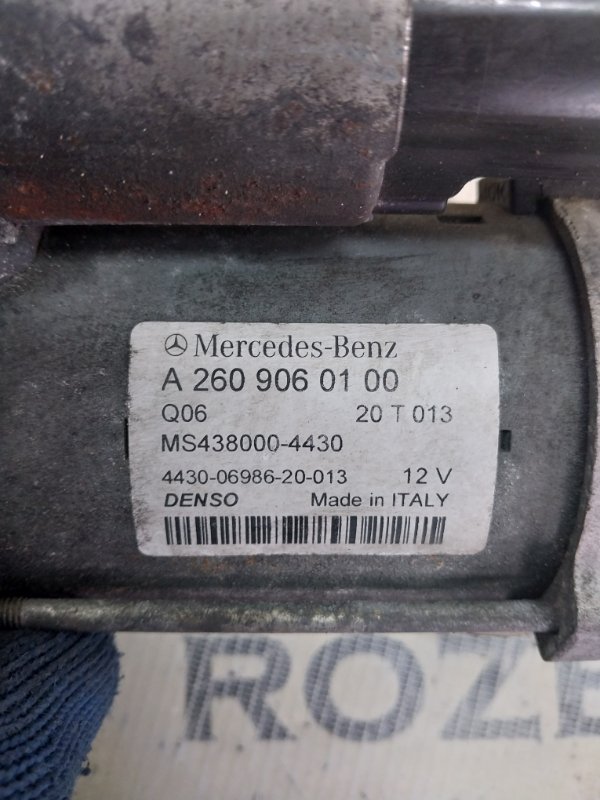 Mercedes-Benz
A 260 906 01 00
Q06 20 T 013
MS438000-4430
4430-06986-20-013 12 V
DENSO Made in ITALY
ROZE